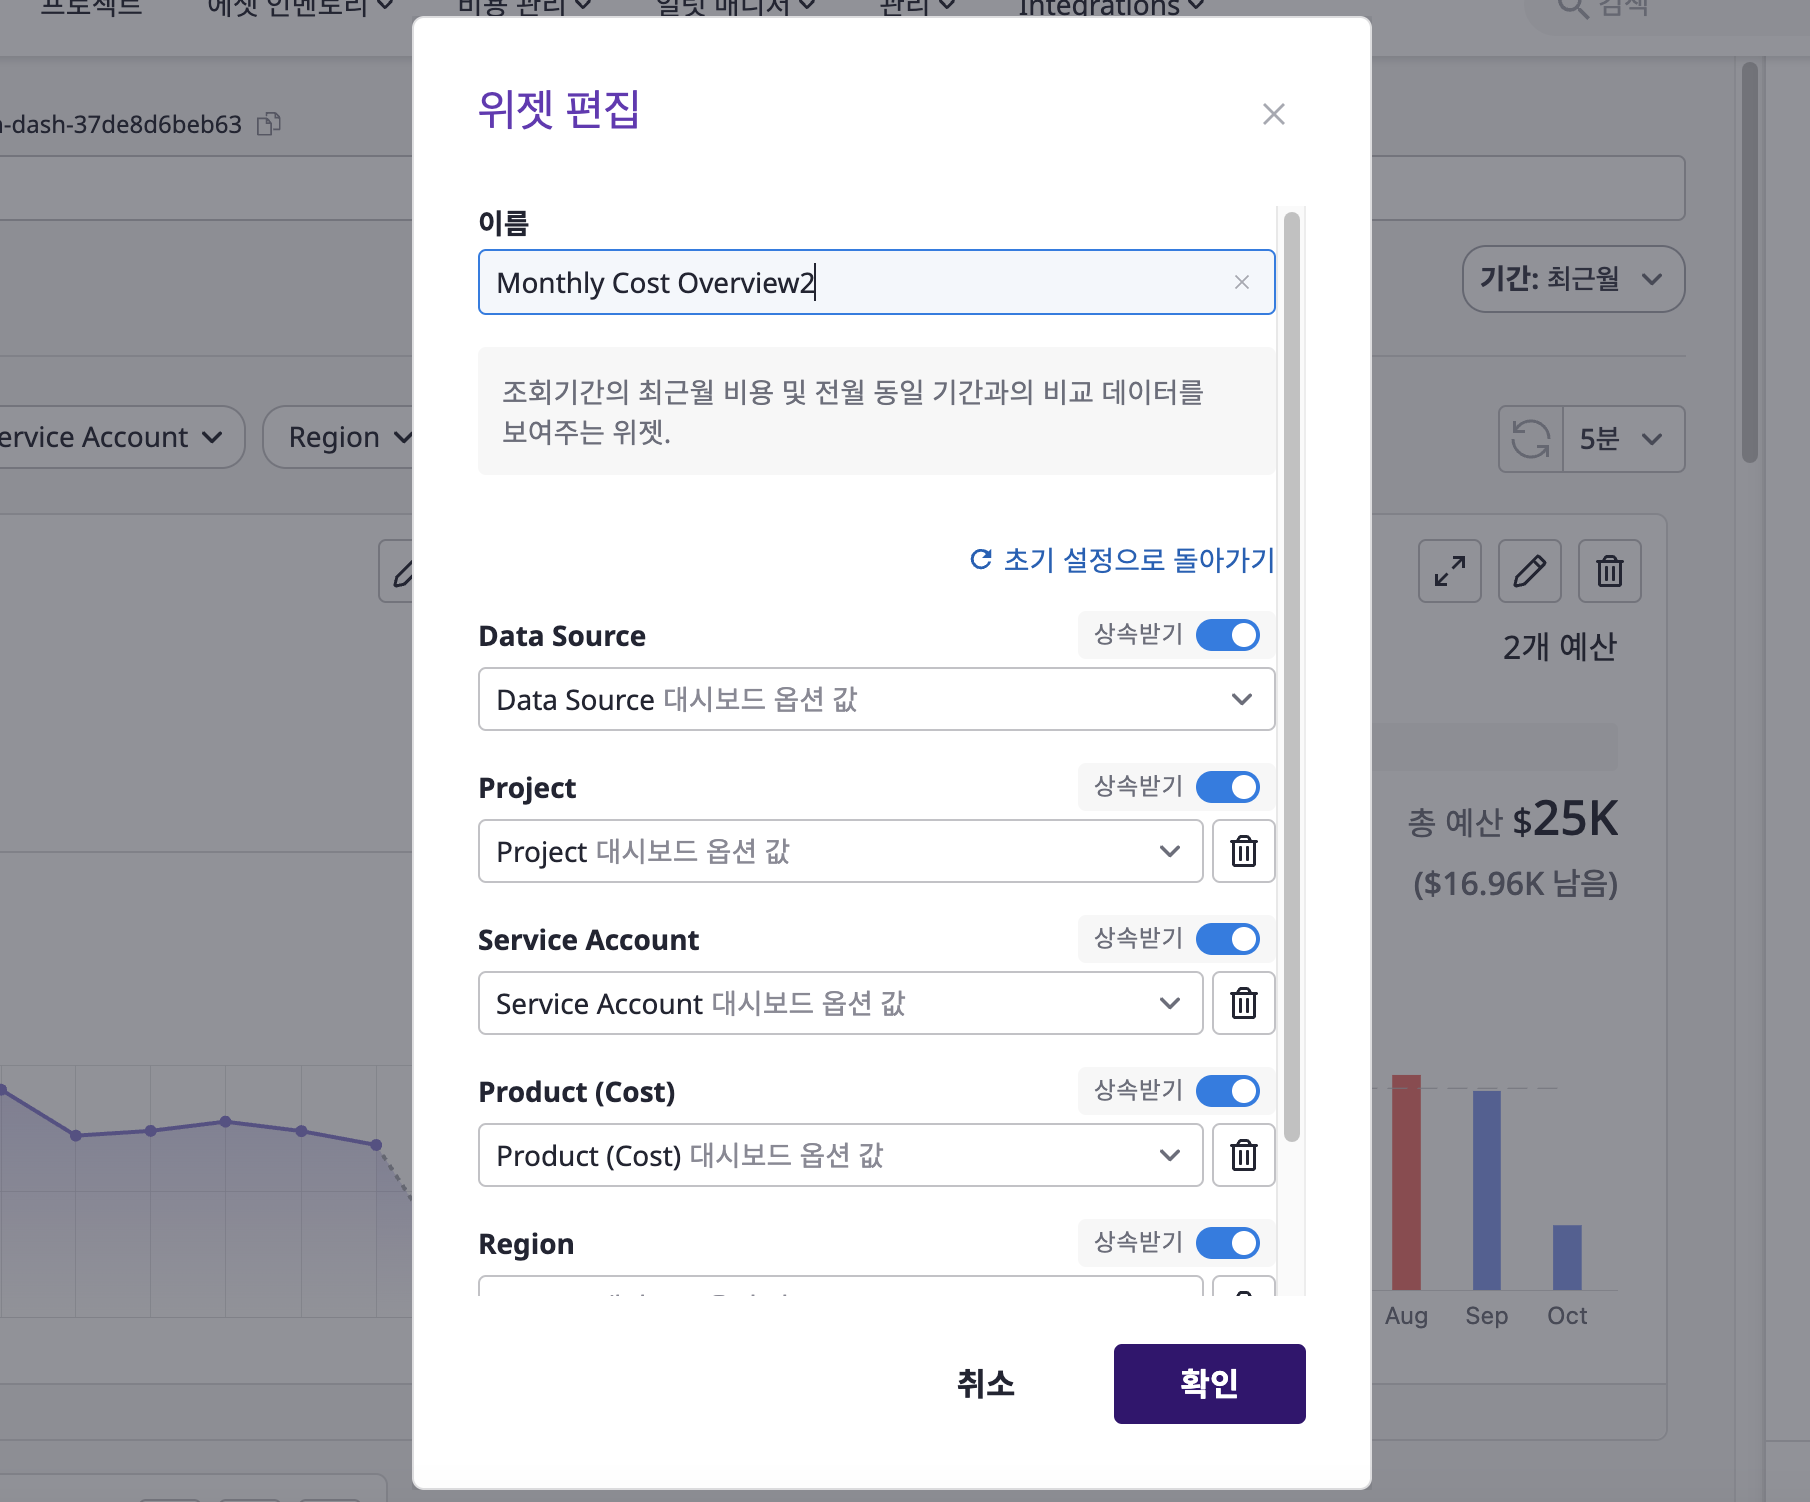 프로젝트 에셋 인벤토리 비용 관리 얼럿 매니저 관리 Integrations 검색
-dash-37de8d6beb63
기간: 최근월
Service Account Region
5분
2개 예산
총 예산 $25K
($16.96K 남음)
Aug Sep Oct
위젯 편집
이름
Monthly Cost Overview2
조회기간의 최근월 비용 및 전월 동일 기간과의 비교 데이터를
보여주는 위젯.
초기 설정으로 돌아가기
Data Source 상속받기
Data Source 대시보드 옵션 값
Project 상속받기
Project 대시보드 옵션 값
Service Account 상속받기
Service Account 대시보드 옵션 값
Product (Cost) 상속받기
Product (Cost) 대시보드 옵션 값
Region 상속받기
취소 확인